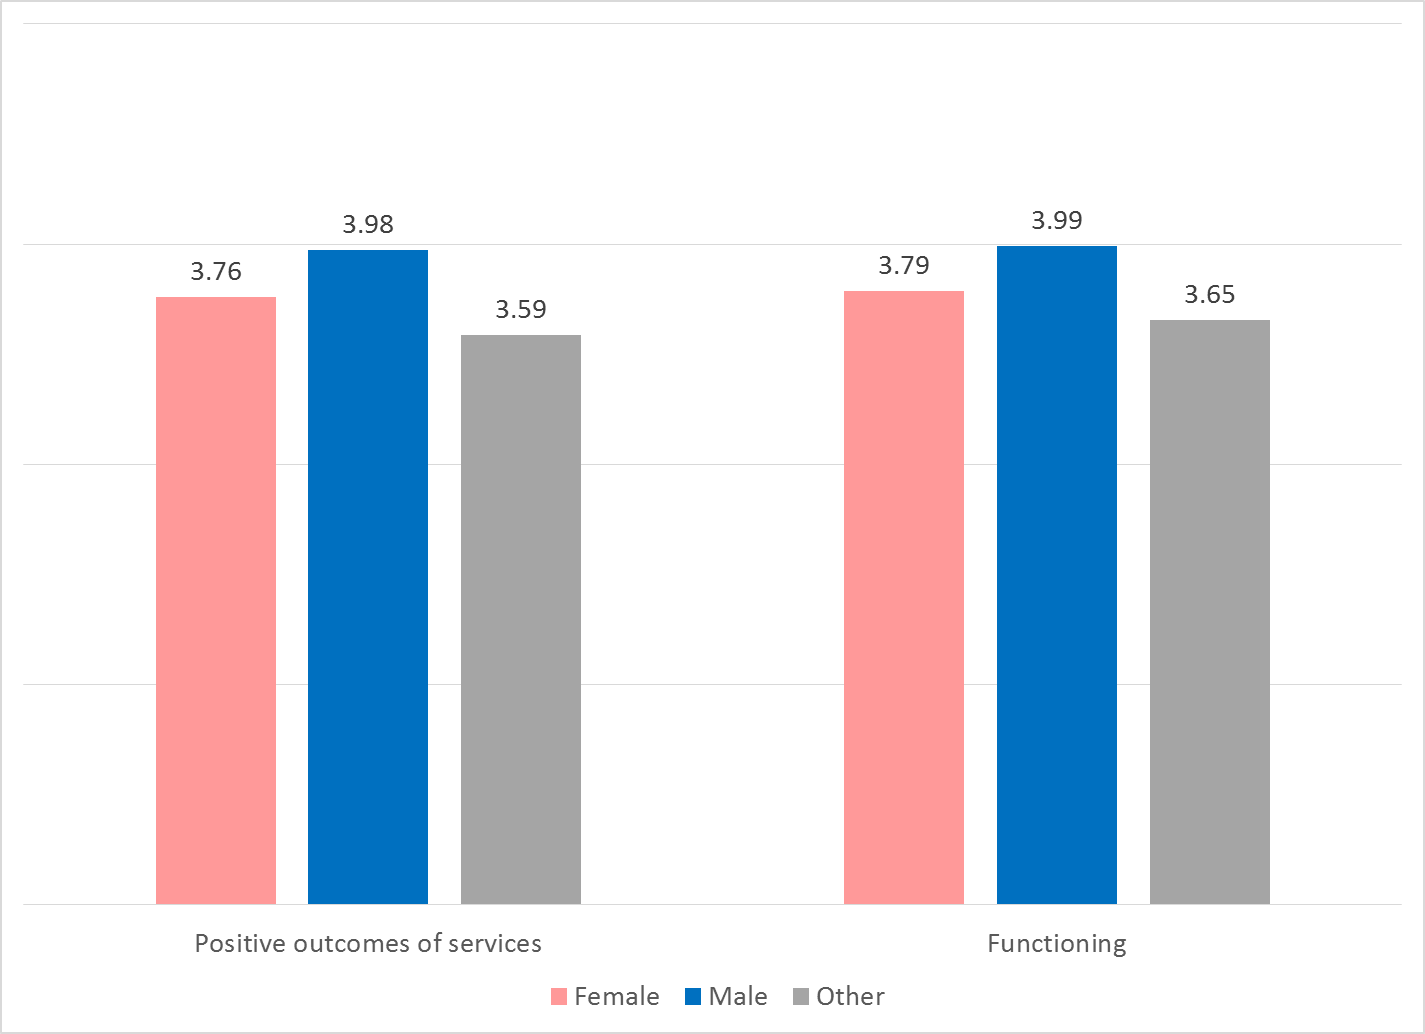 3.98
3.99
3.76
3.79
3.59
3.65
Positive outcomes of services
Functioning
Female
Male
Other